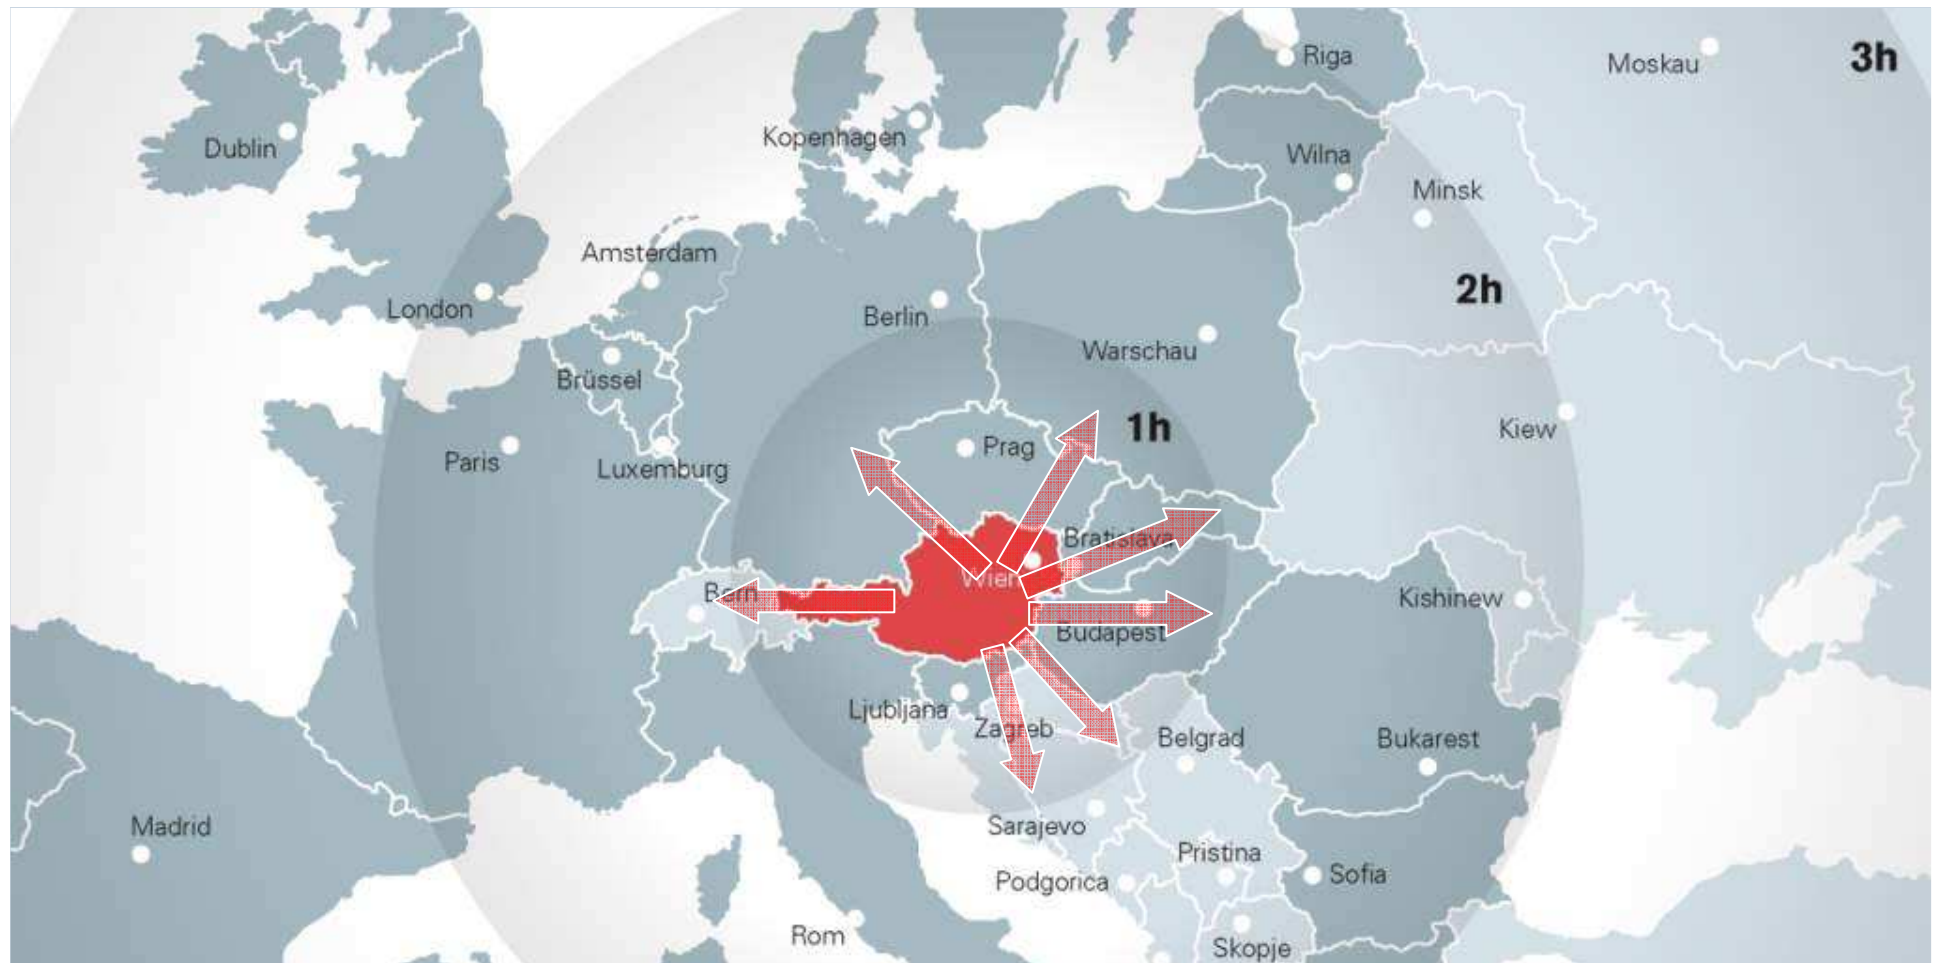 Riga
Moskau
3h
Kopenhagen
Dublin
Wilna
Minsk
Amsterdam
2h
London
Berlin
Warschau
Brüssel
1h
Kiew
Prag
Paris
Luxemburg
Bratislava
Wien
Bern
Kishinew
Budapest
Ljubljana
Zagreb
Belgrad
Bukarest
Madrid
Sarajevo
Pristina
Podgorica
Sofia
Rom
Skopje